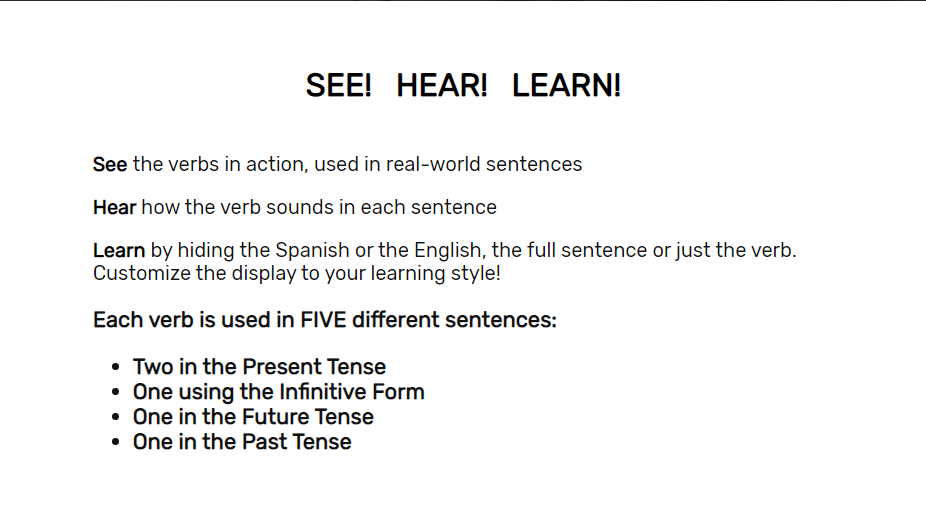 SEE! HEAR! LEARN!
See the verbs in action, used in real-world sentences
Hear how the verb sounds in each sentence
Learn by hiding the Spanish or the English, the full sentence or just the verb.
Customize the display to your learning style!
Each verb is used in FIVE different sentences:
• Two in the Present Tense
• One using the Infinitive Form
• One in the Future Tense
• One in the Past Tense